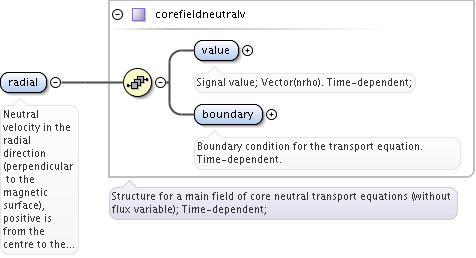 corefieldneutralv
value
Signal value; Vector(nrho). Time-dependent;
radial
boundary
Boundary condition for the transport equation.
Time-dependent.
Neutral
velocity in the
radial
direction
(perpendicular
to the
magnetic
surface),
positive is
from the
centre to the...
Structure for a main field of core neutral transport equations (without
flux variable); Time-dependent;